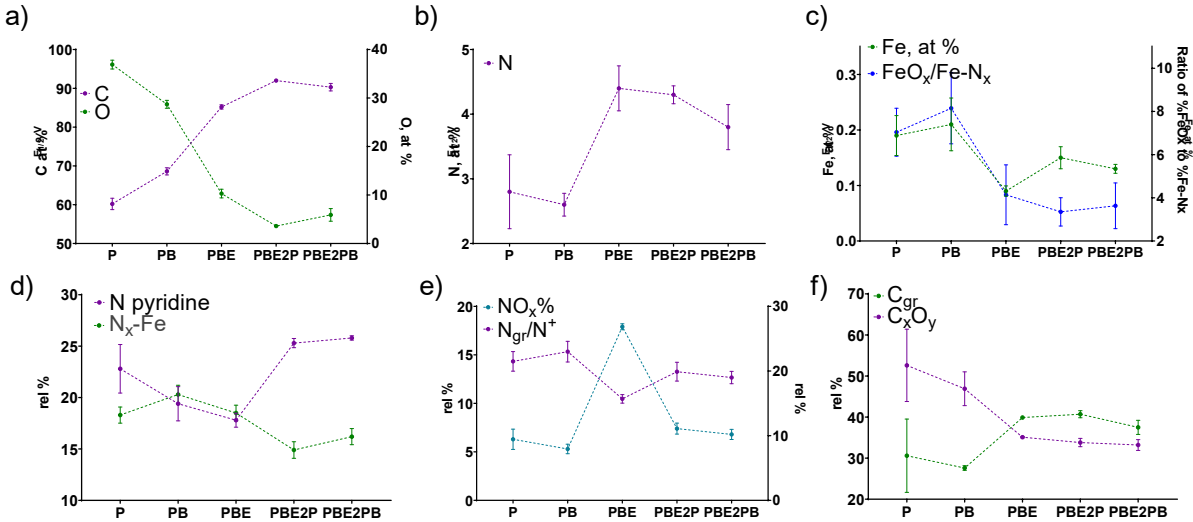 a)
C
O
100
90
80
70
60
50
40
30
20
10
0
O, at %
P PB PBE PBE2P PBE2PB
b)
N
5
4
3
2
P PB PBE PBE2P PBE2PB
c)
Fe, at %
FeOx/Fe-Nx
0.3
0.2
0.1
0.0
10
8
6
4
2
Ratio of %FeOx to %Fe-Nx
P PB PBE PBE2P PBE2PB
d)
N pyridine
Nx-Fe
rel %
30
25
20
15
10
P PB PBE PBE2P PBE2PB
e)
NOx%
Ngr/N+
rel %
20
15
10
5
0
30
20
10
0
rel %
P PB PBE PBE2P PBE2PB
f)
Cgr
CxOy
rel %
70
60
50
40
30
20
P PB PBE PBE2P PBE2PB